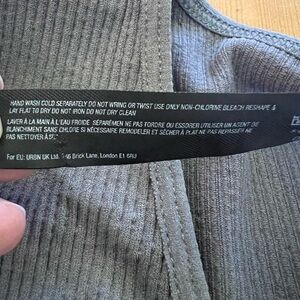 HAND WASH COLD SEPARATELY DO NOT WRING OR TWIST USE ONLY NON-CHLORINE BLEACH RESHAPE &
LAY FLAT TO DRY DO NOT IRON DO NOT DRY CLEAN
LAVER À LA MAIN À L'EAU FROIDE SÉPARÉMEN NE PAS TORDRE OU ESSORER UTILISER UN AGENT DE
BLANCHIMENT SANS CHLORE SI NÉCESSAIRE REMODELER ET SÉCHER À PLAT NE PAS REPASSER NE
PAS NETTOYER À SEC
For EU: URBN UK Ltd. Brick Lane, London E1 6RU